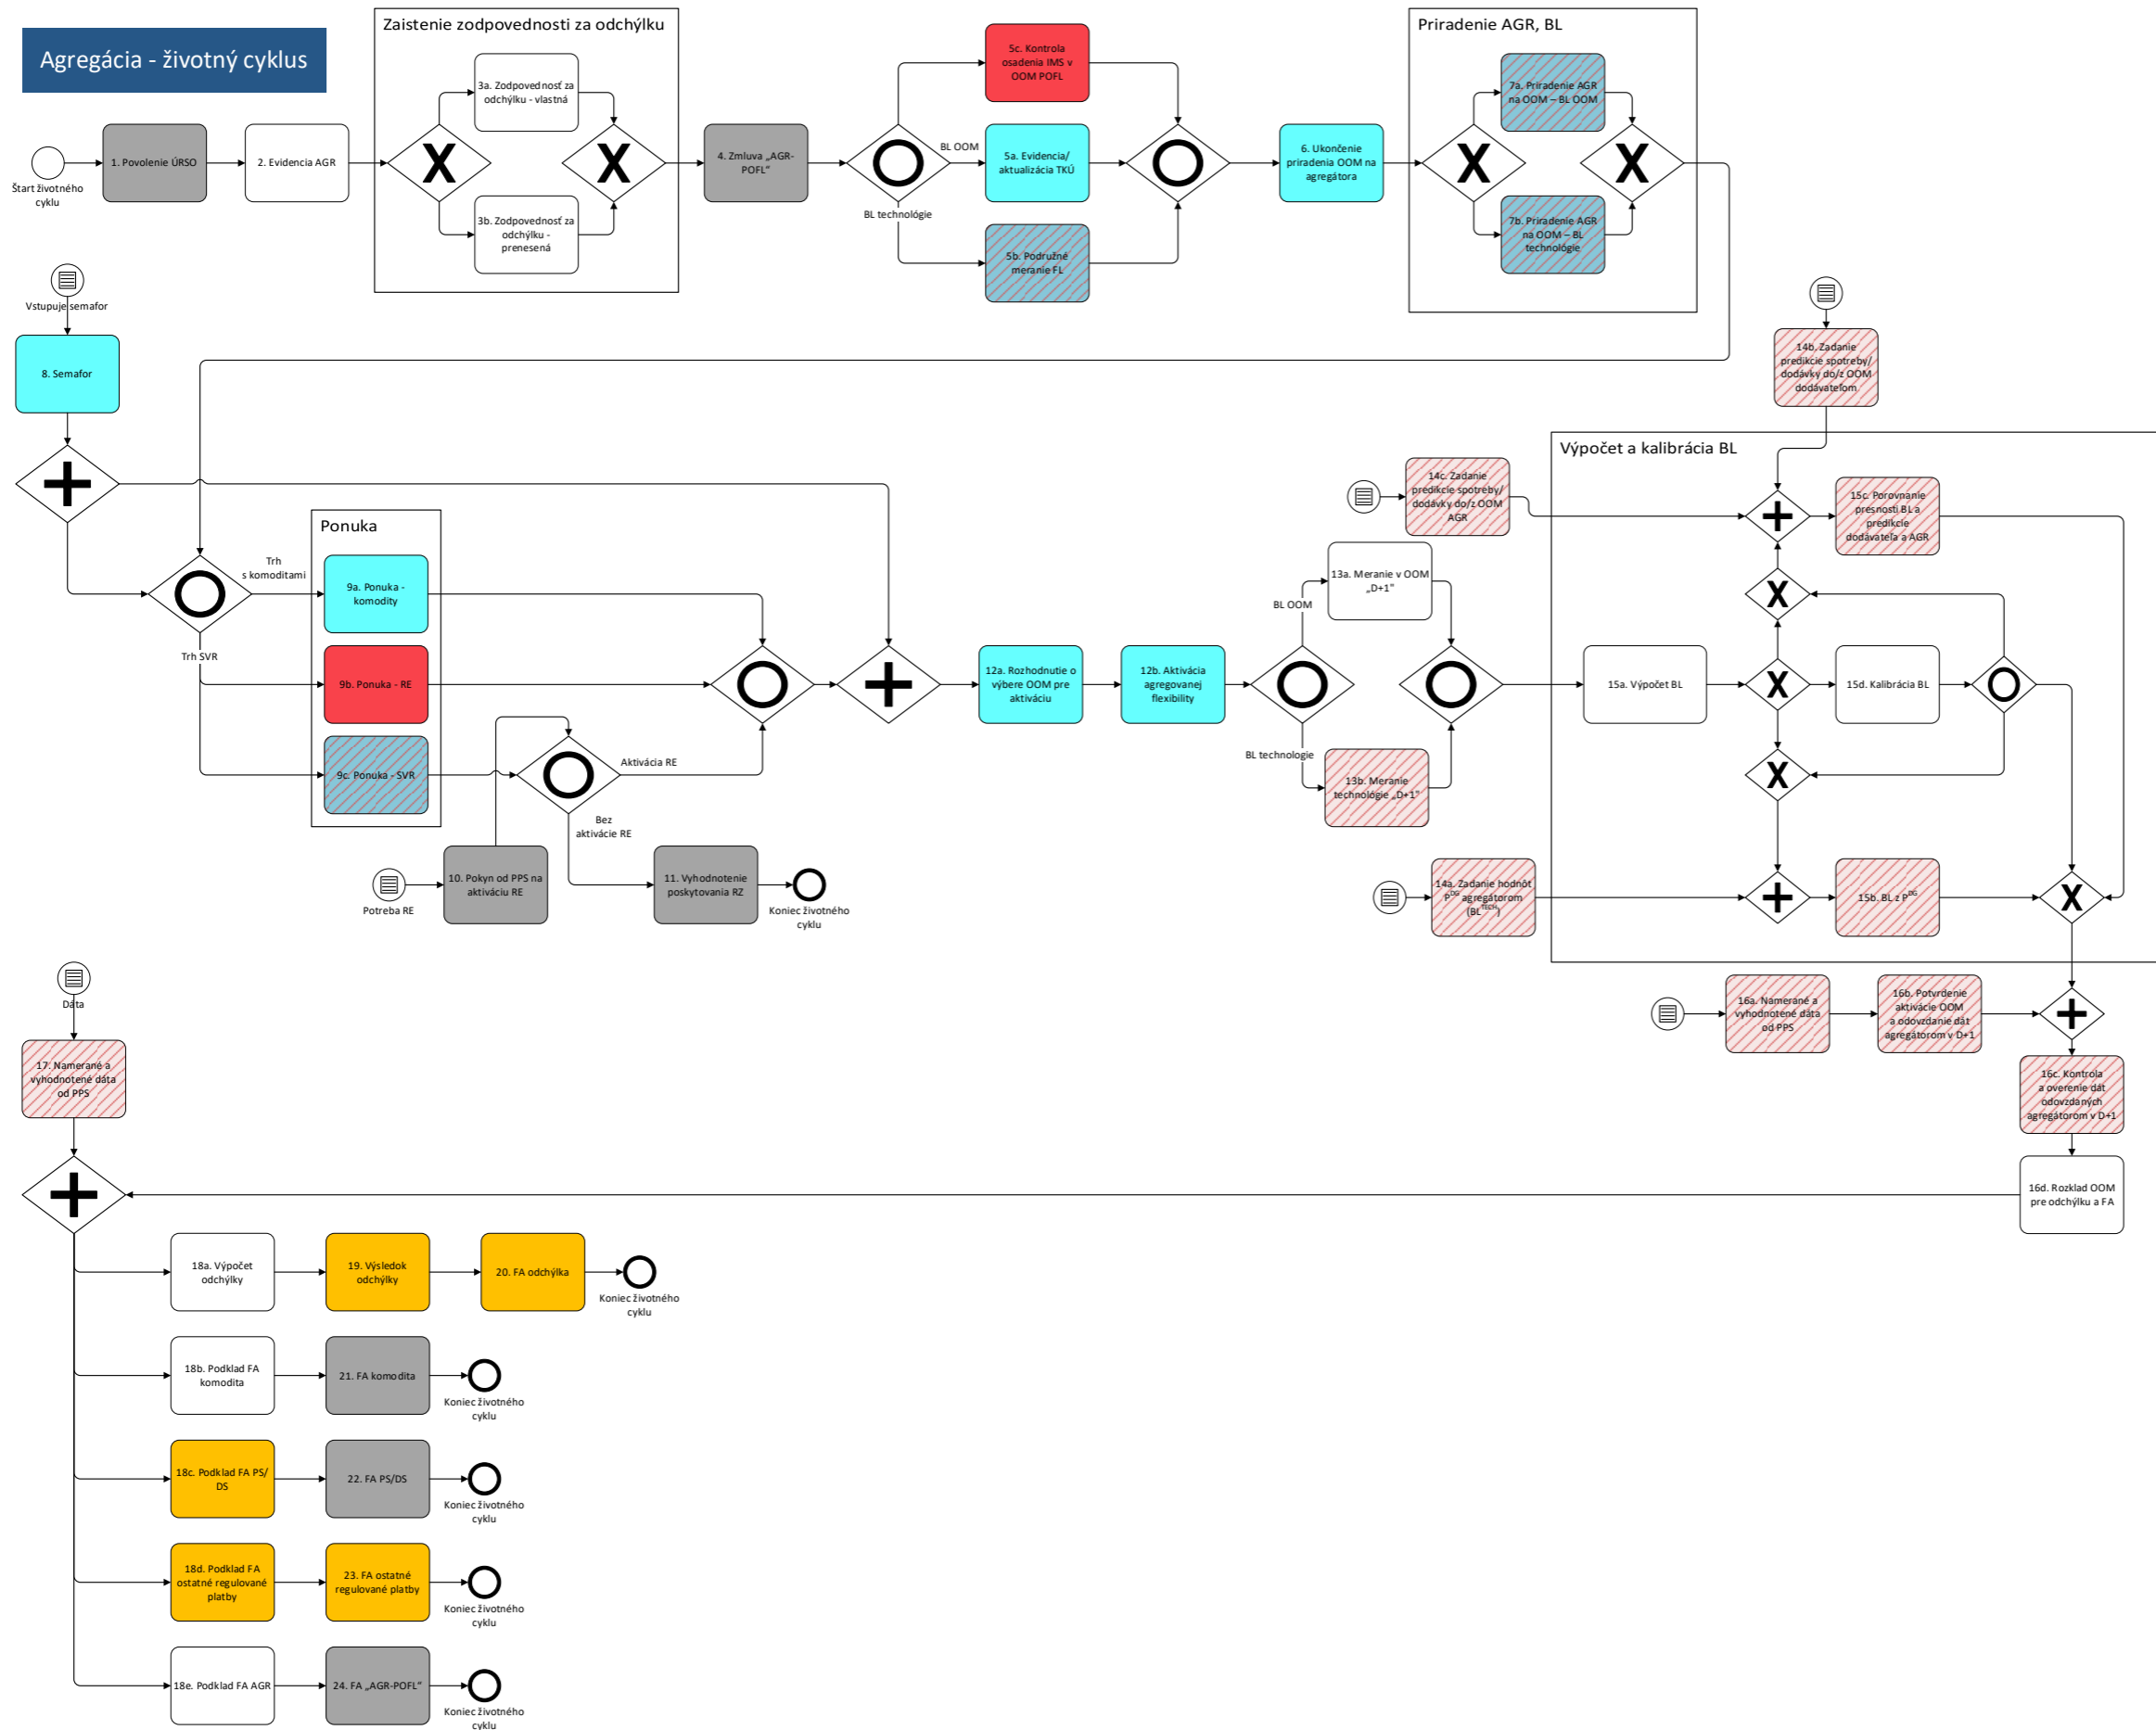 Agregácia - životný cyklus
Štart životného
cyklu
1. Povolenie ÚRSO
2. Evidencia AGR
Zaistenie zodpovednosti za odchýlku
3a. Zodpovednosť za
odchýlku - vlastná
3b. Zodpovednosť za
odchýlku -
prenesená
4. Zmluva „AGR-
POFL“
BL OOM
BL technológie
5c. Kontrola
osadenia IMS v
OOM POFL
5a. Evidencia/
aktualizácia TKÚ
5b. Podružné
meranie FL
6. Ukončenie
priradenia OOM na
agregátora
Priradenie AGR, BL
7a. Priradenie AGR
na OOM – BL OOM
7b. Priradenie AGR
na OOM – BL
technológie
Vstupuje semafor
8. Semafor
Trh
s komoditami
Trh SVR
Ponuka
9a. Ponuka -
komodity
9b. Ponuka - RE
9c. Ponuka - SVR
Aktivácia RE
Bez
aktivácie RE
Potreba RE
10. Pokyn od PPS na
aktiváciu RE
11. Vyhodnotenie
poskytovania RZ
Koniec životného
cyklu
12a. Rozhodnutie o
výbere OOM pre
aktiváciu
12b. Aktivácia
agregovanej
flexibility
BL OOM
BL technologie
13a. Meranie v OOM
„D+1“
13b. Meranie
technológie „D+1“
14b. Zadanie
predikcie spotreby/
dodávky do/z OOM
dodávateľom
14c. Zadanie
predikcie spotreby/
dodávky do/z OOM
AGR
14a. Zadanie hodnôt
P^DG agregátorom
(BL^TECH)
Výpočet a kalibrácia BL
15c. Porovnanie
presnosti BL a
predikcie
dodávateľa a AGR
15a. Výpočet BL
15d. Kalibrácia BL
15b. BL z P^DG
16a. Namerané a
vyhodnotené dáta
od PPS
16b. Potvrdenie
aktivácie OOM
a odovzdanie dát
agregátorom v D+1
16c. Kontrola
a overenie dát
odovzdaných
agregátorom v D+1
16d. Rozklad OOM
pre odchýlku a FA
Dáta
17. Namerané a
vyhodnotené dáta
od PPS
18a. Výpočet
odchýlky
19. Výsledok
odchýlky
20. FA odchýlka
Koniec životného
cyklu
18b. Podklad FA
komodita
21. FA komodita
Koniec životného
cyklu
18c. Podklad FA PS/
DS
22. FA PS/DS
Koniec životného
cyklu
18d. Podklad FA
ostatné regulované
platby
23. FA ostatné
regulované platby
Koniec životného
cyklu
18e. Podklad FA AGR
24. FA „AGR-POFL“
Koniec životného
cyklu